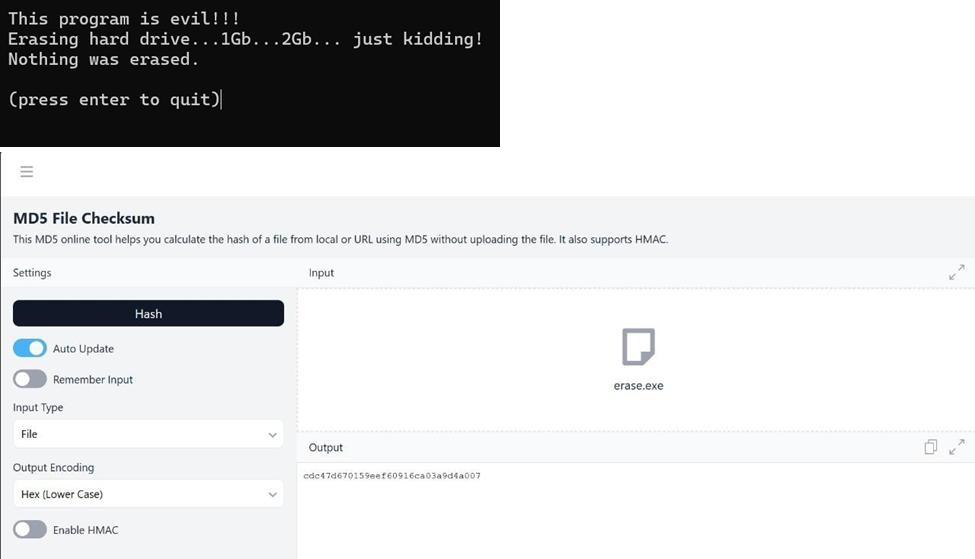 This program is evil!!!
Erasing hard drive...1Gb...2Gb... just kidding!
Nothing was erased.
(press enter to quit)
MD5 File Checksum
This MD5 online tool helps you calculate the hash of a file from local or URL using MD5 without uploading the file. It also supports HMAC.
Settings
Hash
Auto Update
Remember Input
Input Type
File
Output Encoding
Hex (Lower Case)
Enable HMAC
Input
erase.exe
Output
cdc47d670159eef60916ca03a9d4a007